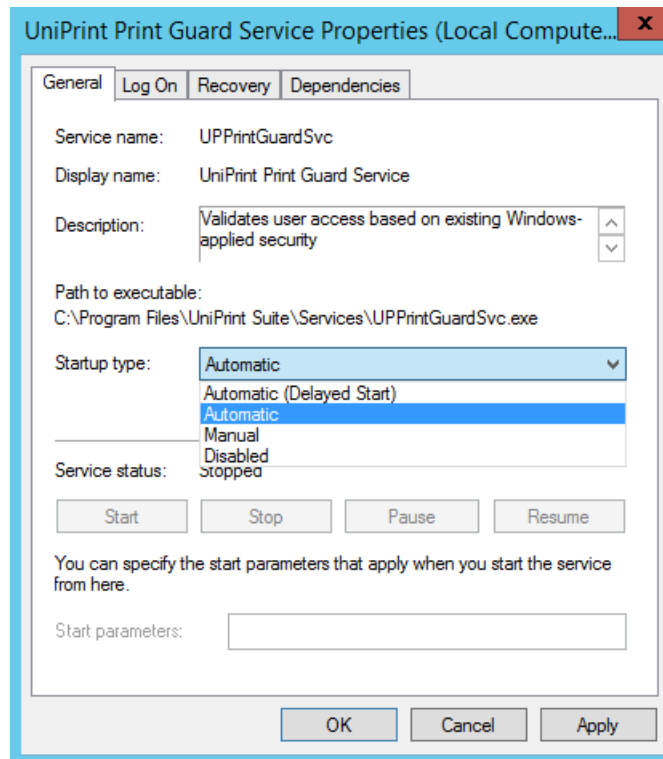 UniPrint Print Guard Service Properties (Local Compute...
x
General Log On Recovery Dependencies
Service name: UPPrintGuardSvc
Display name: UniPrint Print Guard Service
Description: Validates user access based on existing Windows-
applied security
Path to executable:
C:\Program Files\UniPrint Suite\Services\UPPrintGuardSvc.exe
Startup type: Automatic
Automatic (Delayed Start)
Automatic
Manual
Disabled
Service status: Stopped
Start Stop Pause Resume
You can specify the start parameters that apply when you start the service
from here.
Start parameters:
OK Cancel Apply